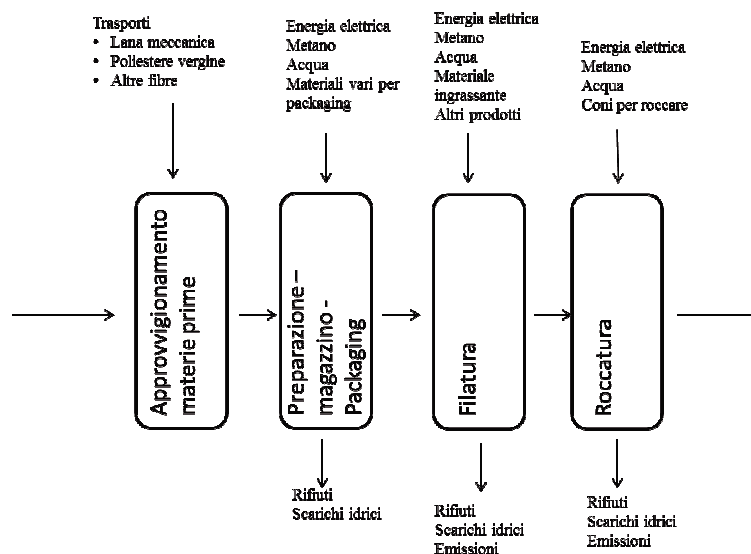 Trasporti
• Lana meccanica
• Poliestere vergine
• Altre fibre
Energia elettrica
Metano
Acqua
Materiali vari per
packaging
Energia elettrica
Metano
Acqua
Materiale
ingrassante
Altri prodotti
Energia elettrica
Metano
Acqua
Coni per roccare
Approvvigionamento
materie prime
Preparazione –
magazzino -
Packaging
Filatura
Roccatura
Rifiuti
Scarichi idrici
Rifiuti
Scarichi idrici
Emissioni
Rifiuti
Scarichi idrici
Emissioni